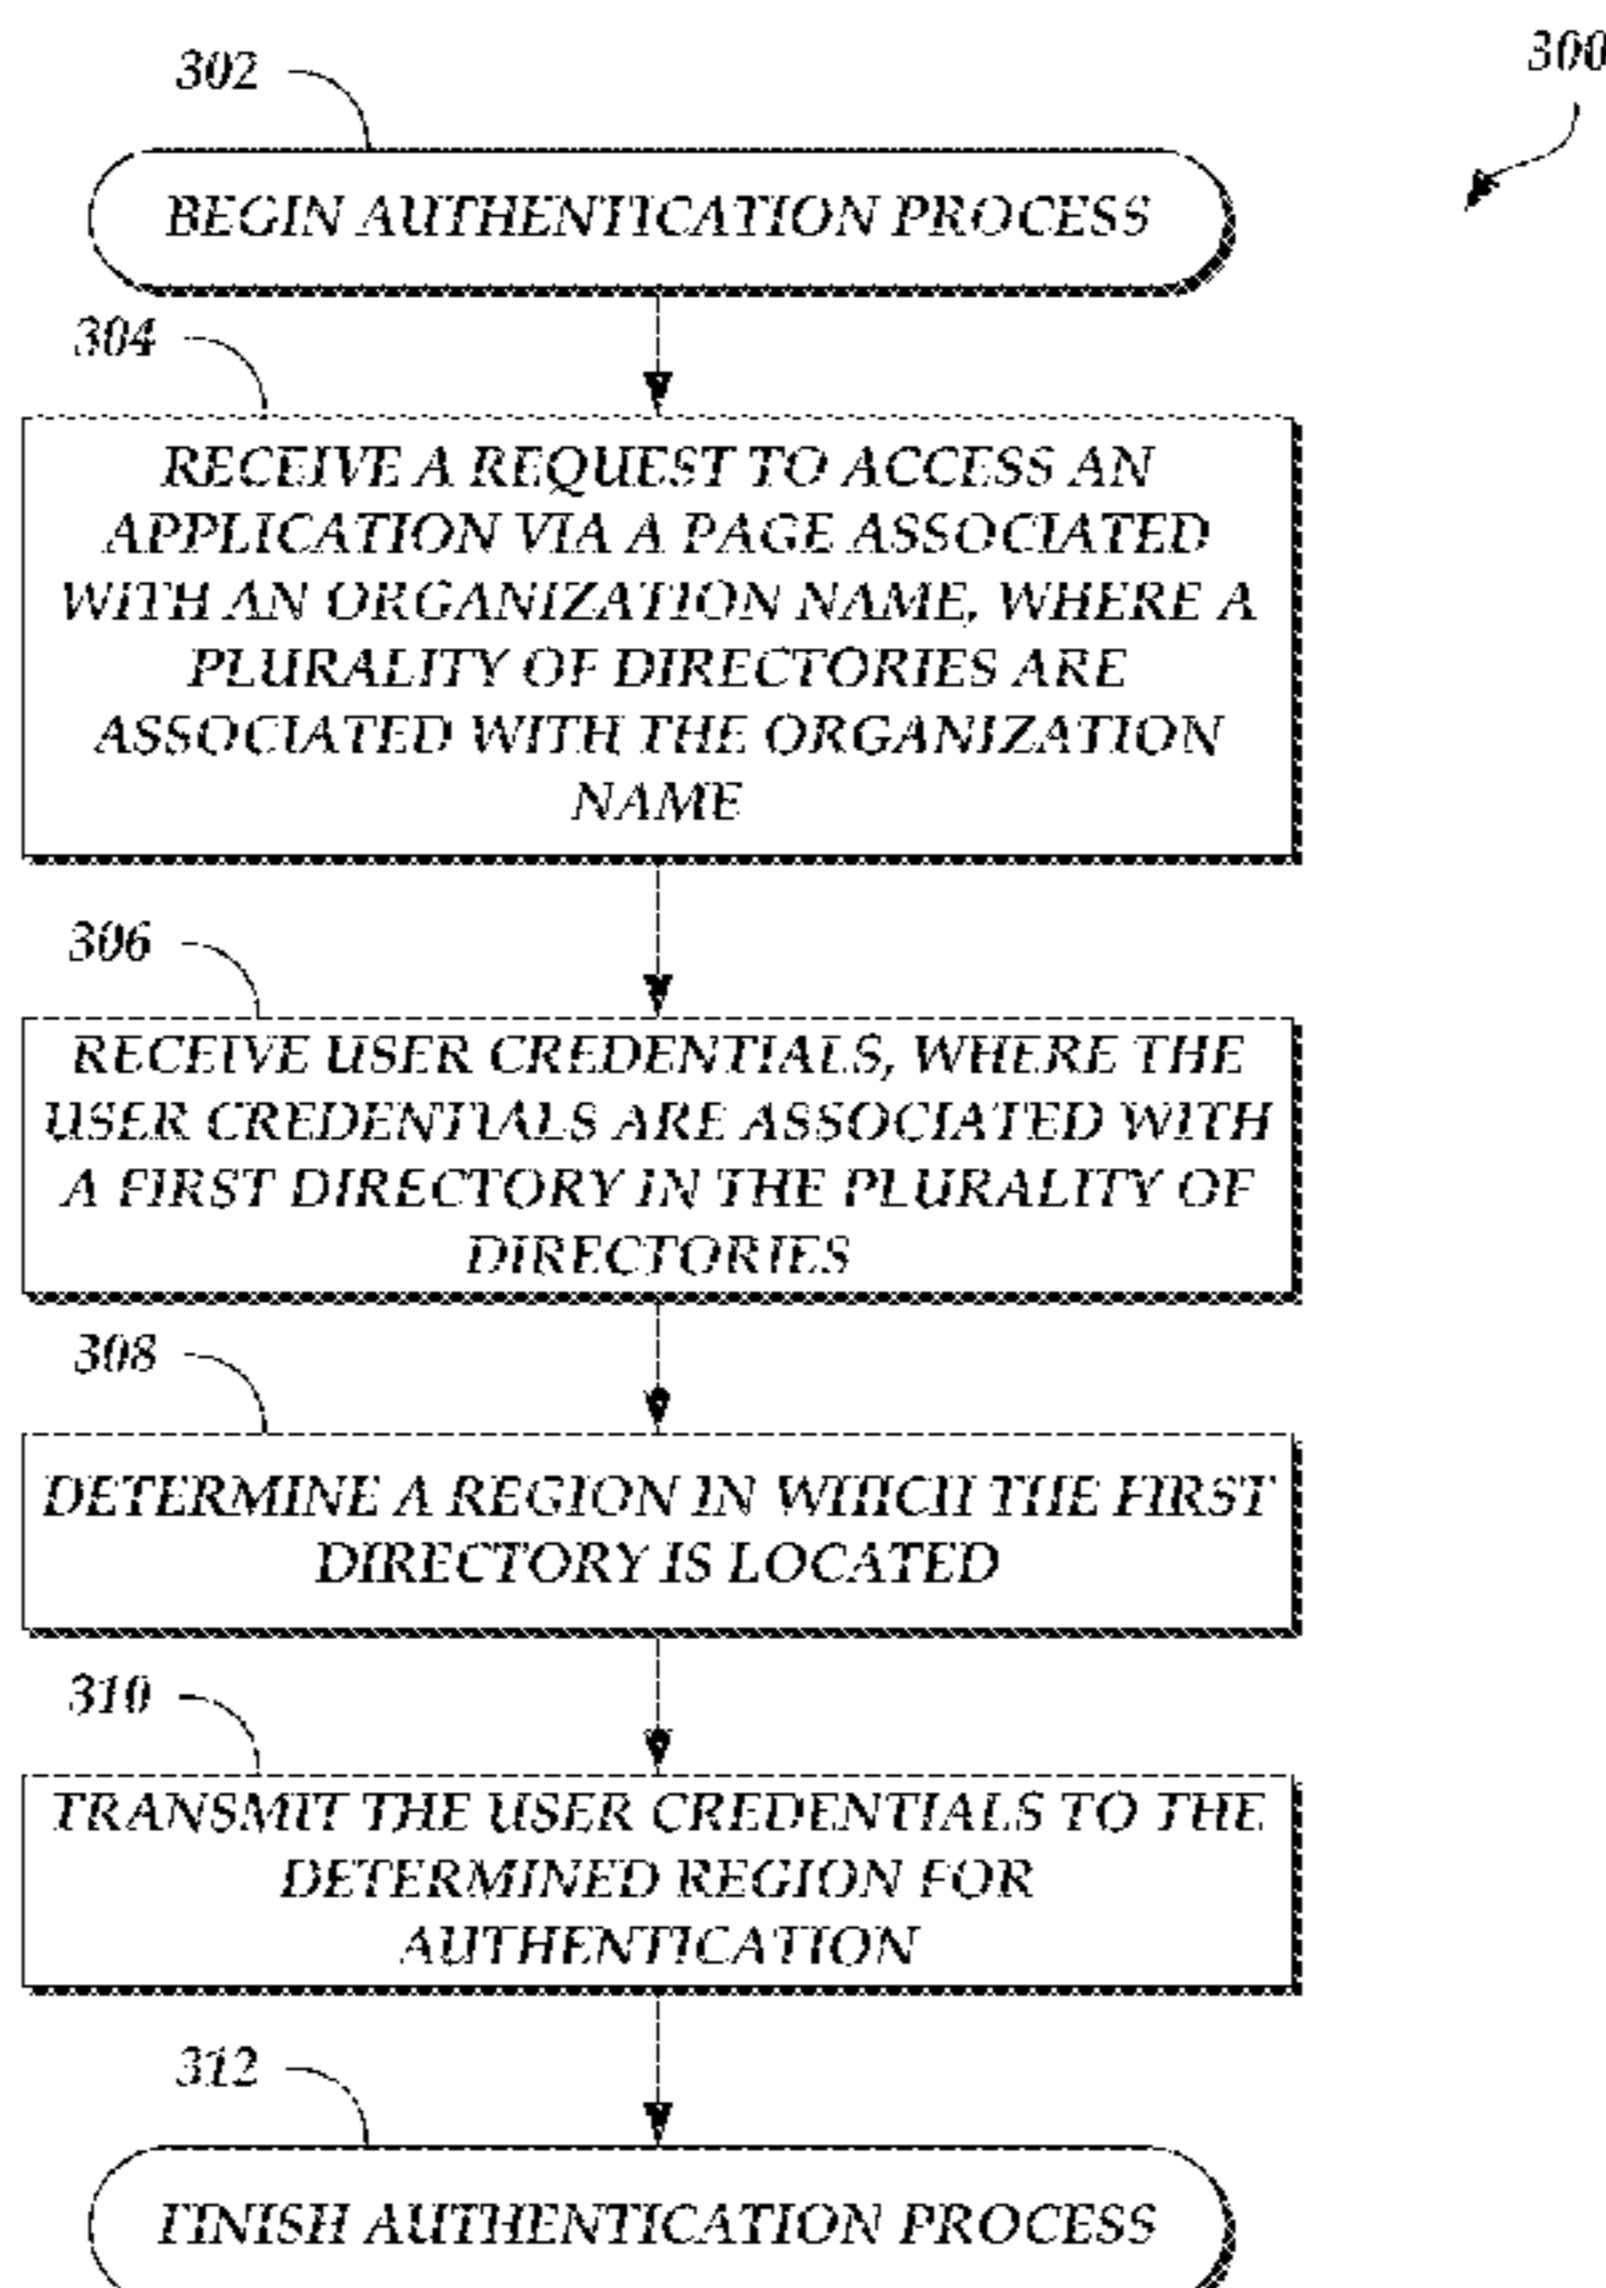 302
300
BEGIN AUTHENTICATION PROCESS
304
RECEIVE A REQUEST TO ACCESS AN
APPLICATION VIA A PAGE ASSOCIATED
WITH AN ORGANIZATION NAME, WHERE A
PLURALITY OF DIRECTORIES ARE
ASSOCIATED WITH THE ORGANIZATION
NAME
306
RECEIVE USER CREDENTIALS, WHERE THE
USER CREDENTIALS ARE ASSOCIATED WITH
A FIRST DIRECTORY IN THE PLURALITY OF
DIRECTORIES
308
DETERMINE A REGION IN WHICH THE FIRST
DIRECTORY IS LOCATED
310
TRANSMIT THE USER CREDENTIALS TO THE
DETERMINED REGION FOR
AUTHENTICATION
312
FINISH AUTHENTICATION PROCESS